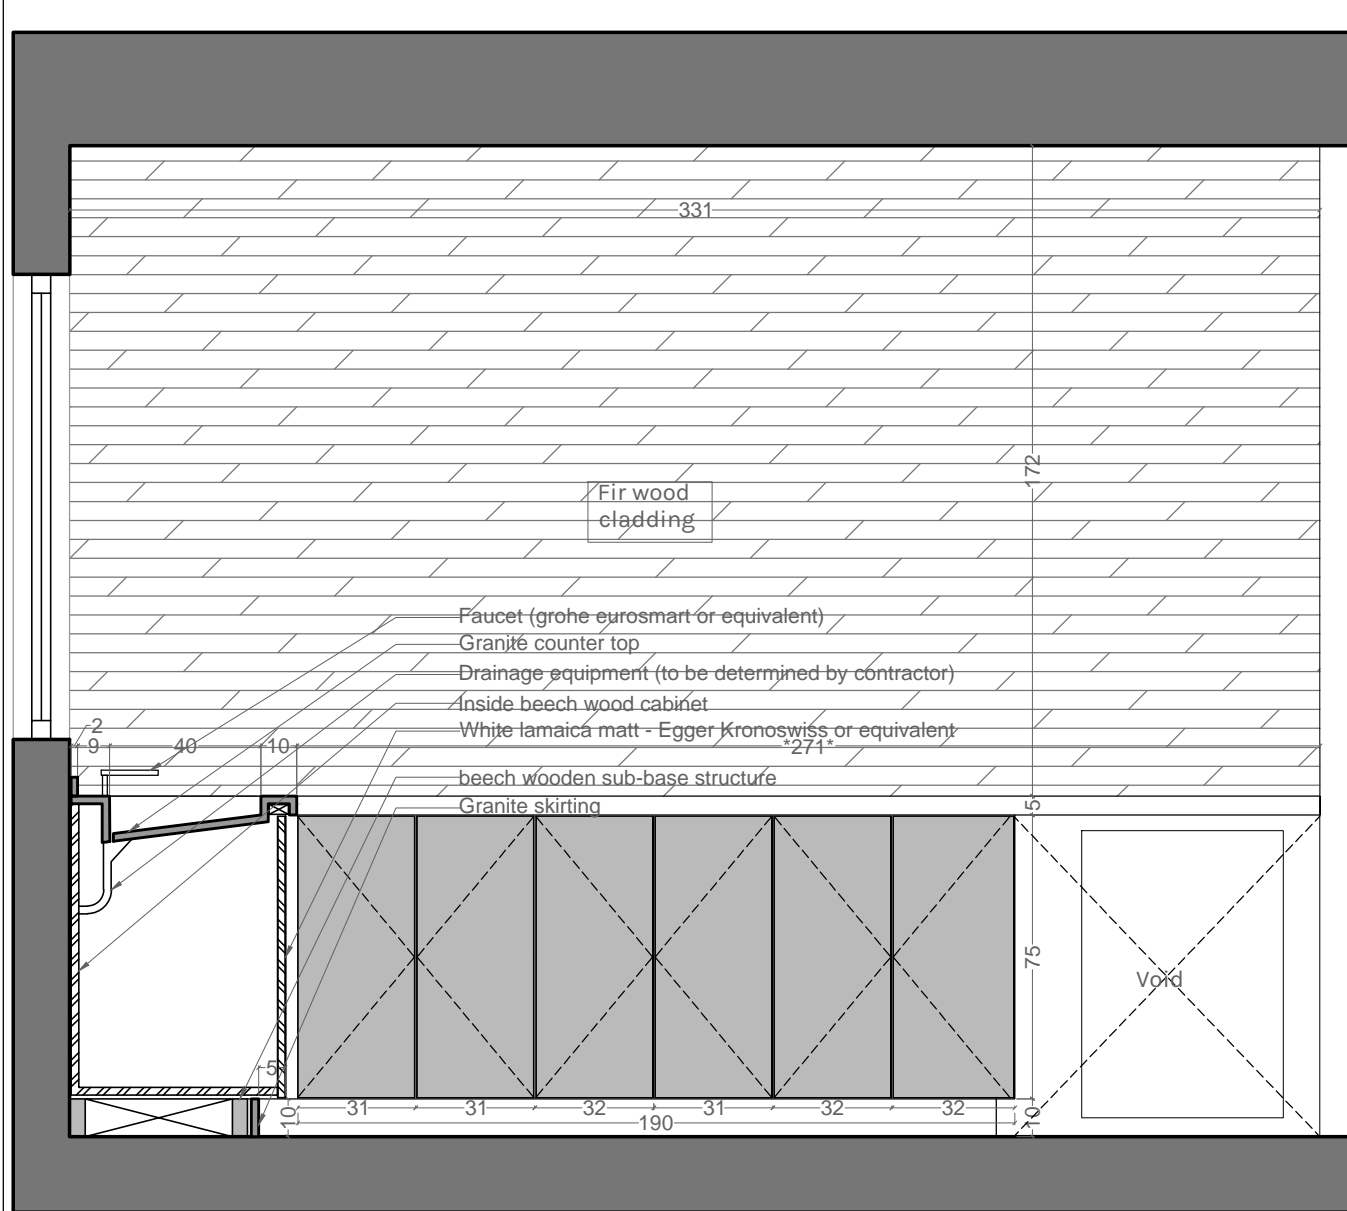 331
172
Fir wood
cladding
Faucet (grohe eurosmart or equivalent)
Granite counter top
Drainage equipment (to be determined by contractor)
Inside beech wood cabinet
2
White lamaica matt - Egger Kronoswiss or equivalent
9 40 10 *271*
beech wooden sub-base structure
Granite skirting
5
75
Void
5
10 31 31 32 31 32 32 10
190